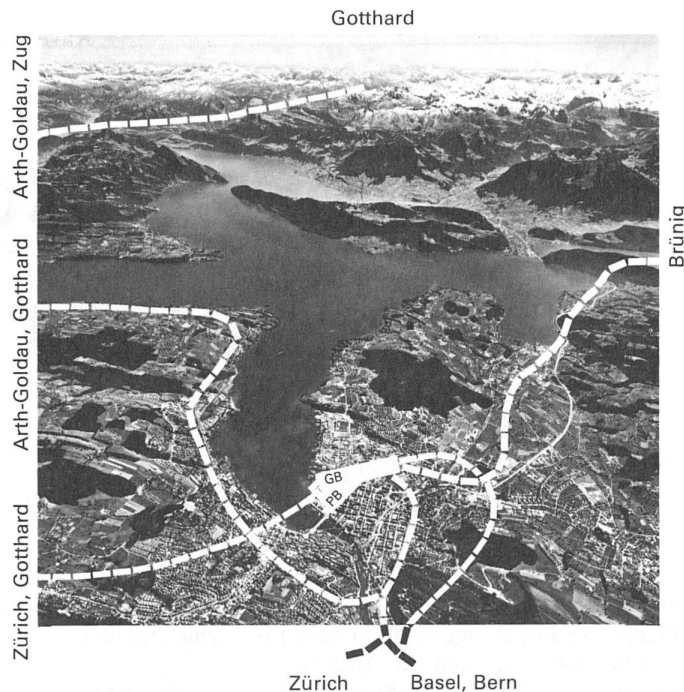 Gotthard
Arth-Goldau, Zug
Arth-Goldau, Gotthard
Zürich, Gotthard
Brünig
GB
PB
Zürich
Basel, Bern